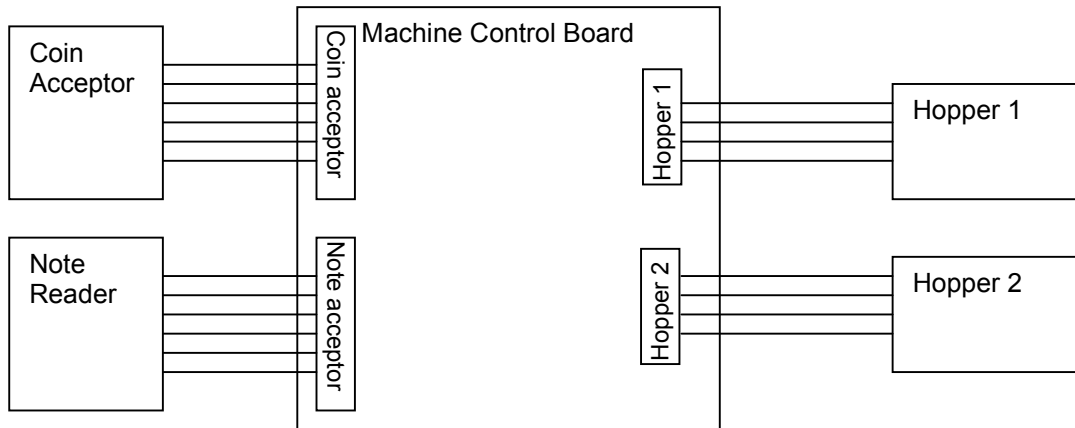 Machine Control Board
Coin
Acceptor
Coin acceptor
Hopper 1
Hopper 1
Note
Reader
Note acceptor
Hopper 2
Hopper 2